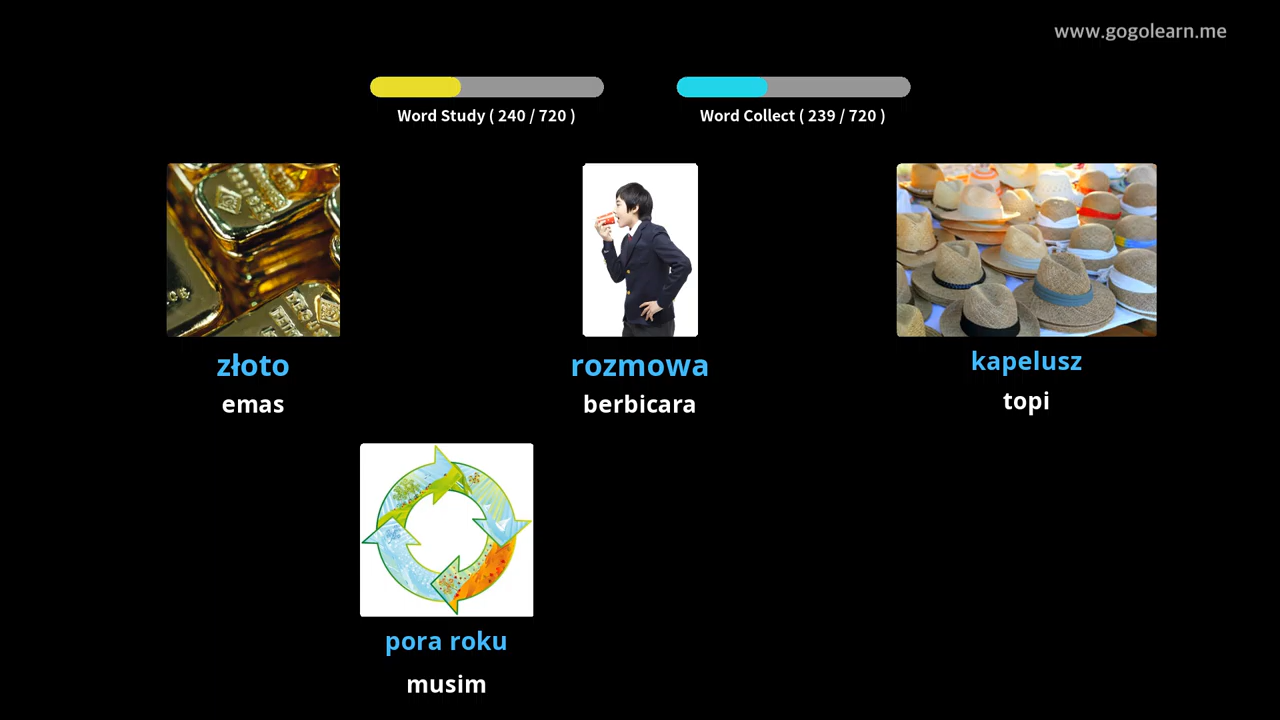 www.gogolearn.me
Word Study ( 240 / 720 )
Word Collect ( 239 / 720 )
złoto
emas
rozmowa
berbicara
kapelusz
topi
pora roku
musim